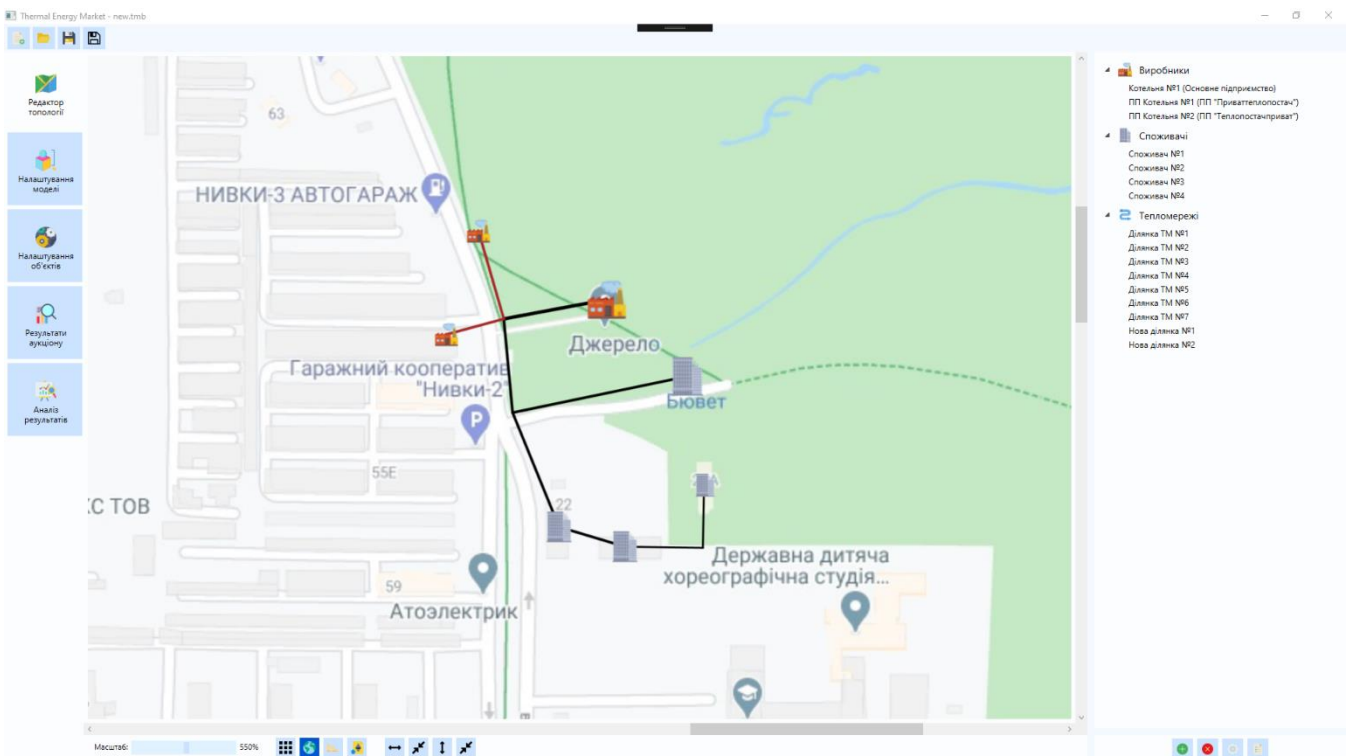 Thermal Energy Market - new.tmb
Редактор
топології
Налаштування
моделі
Налаштування
об'єктів
Результати
аукціону
Аналіз
результатів
63
НИВКИ-3 АВТОГАРАЖ
Джерело
Гаражний кооператив
"Нивки-2"
Бювет
P
55Е
22
КС ТОВ
Державна дитяча
хореографічна студія...
59
Атоэлектрик
Виробники
Котельня №1 (Основне підприємство)
ПП Котельня №1 (ПП "Приваттеплопостач")
ПП Котельня №2 (ПП "Теплопостачприват")
Споживачі
Споживач №1
Споживач №2
Споживач №3
Споживач №4
Тепломережі
Ділянка ТМ №1
Ділянка ТМ №2
Ділянка ТМ №3
Ділянка ТМ №4
Ділянка ТМ №5
Ділянка ТМ №6
Ділянка ТМ №7
Нова ділянка №1
Нова ділянка №2
Масштаб:
550%